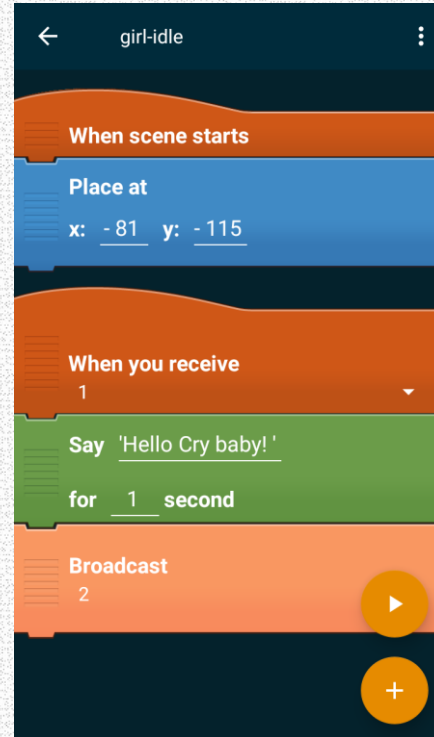 girl-idle
When scene starts
Place at
x: - 81 y: - 115
When you receive
1
Say 'Hello Cry baby! '
for 1 second
Broadcast
2